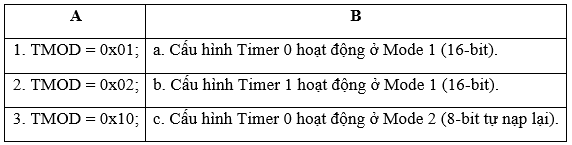 A B
1. TMOD = 0x01; a. Cấu hình Timer 0 hoạt động ở Mode 1 (16-bit).
2. TMOD = 0x02; b. Cấu hình Timer 1 hoạt động ở Mode 1 (16-bit).
3. TMOD = 0x10; c. Cấu hình Timer 0 hoạt động ở Mode 2 (8-bit tự nạp lại).